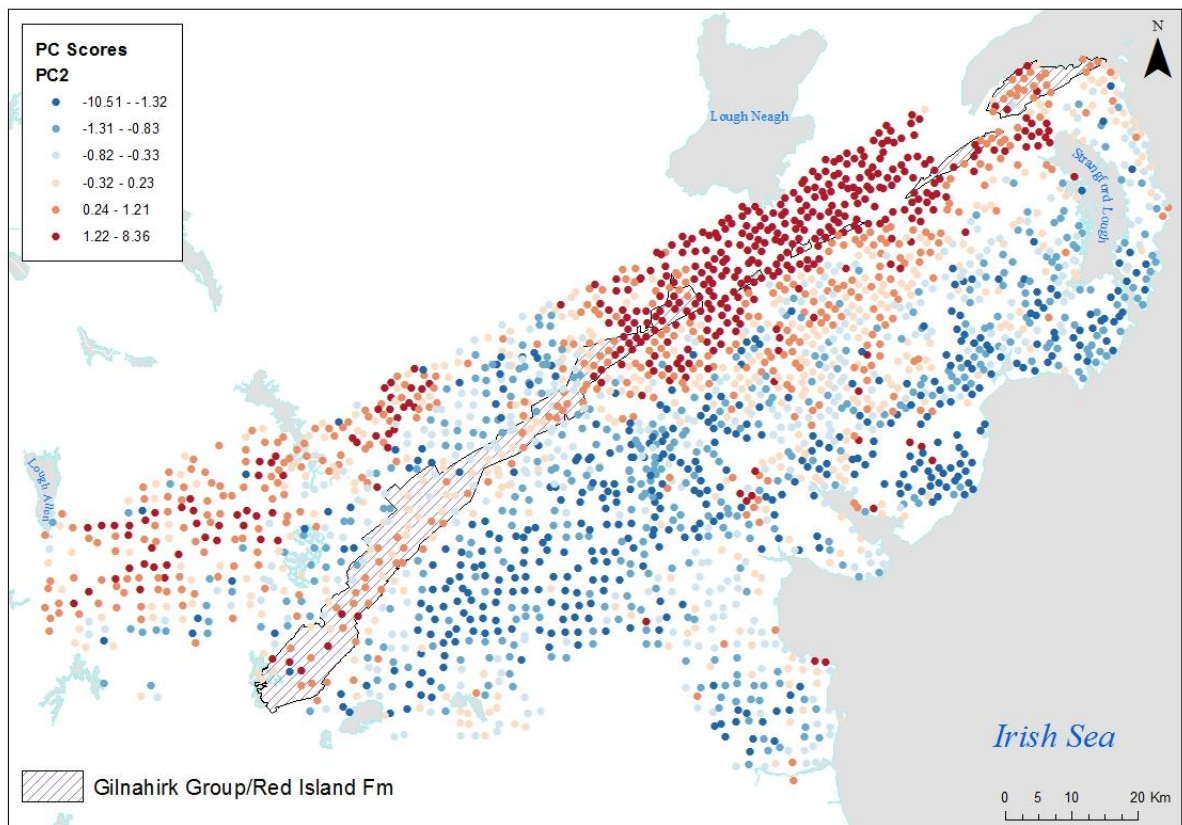 PC Scores
PC2
-10.51 - -1.32
-1.31 - -0.83
-0.82 - -0.33
-0.32 - 0.23
0.24 - 1.21
1.22 - 8.36
Lough Neagh
N
Strangford Lough
Lough Allen
Irish Sea
Gilnahirk Group/Red Island Fm
0 5 10 20 Km